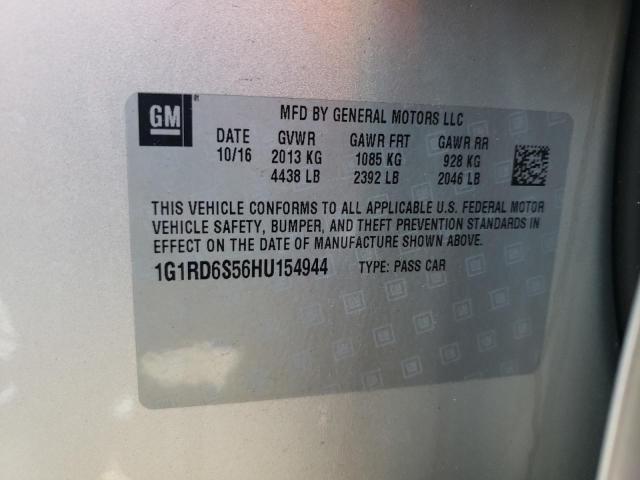 GM
MFD BY GENERAL MOTORS LLC
DATE GVWR GAWR FRT GAWR RR
10/16 2013 KG 1085 KG 928 KG
4438 LB 2392 LB 2046 LB
THIS VEHICLE CONFORMS TO ALL APPLICABLE U.S. FEDERAL MOTOR
VEHICLE SAFETY, BUMPER, AND THEFT PREVENTION STANDARDS IN
EFFECT ON THE DATE OF MANUFACTURE SHOWN ABOVE.
1G1RD6S56HU154944 TYPE: PASS CAR